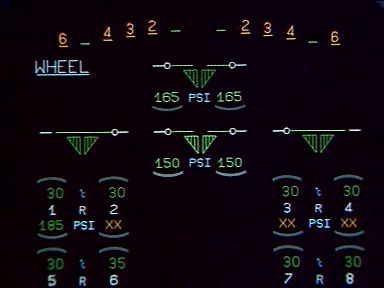 6 4 3 2 2 3 4 6
WHEEL
165 PSI 165
150 PSI 150
30 °C 30 30 °C 30
1 R 2 3 R 4
185 PSI XX XX PSI XX
30 °C 35 30 °C 30
5 R 6 7 R 8